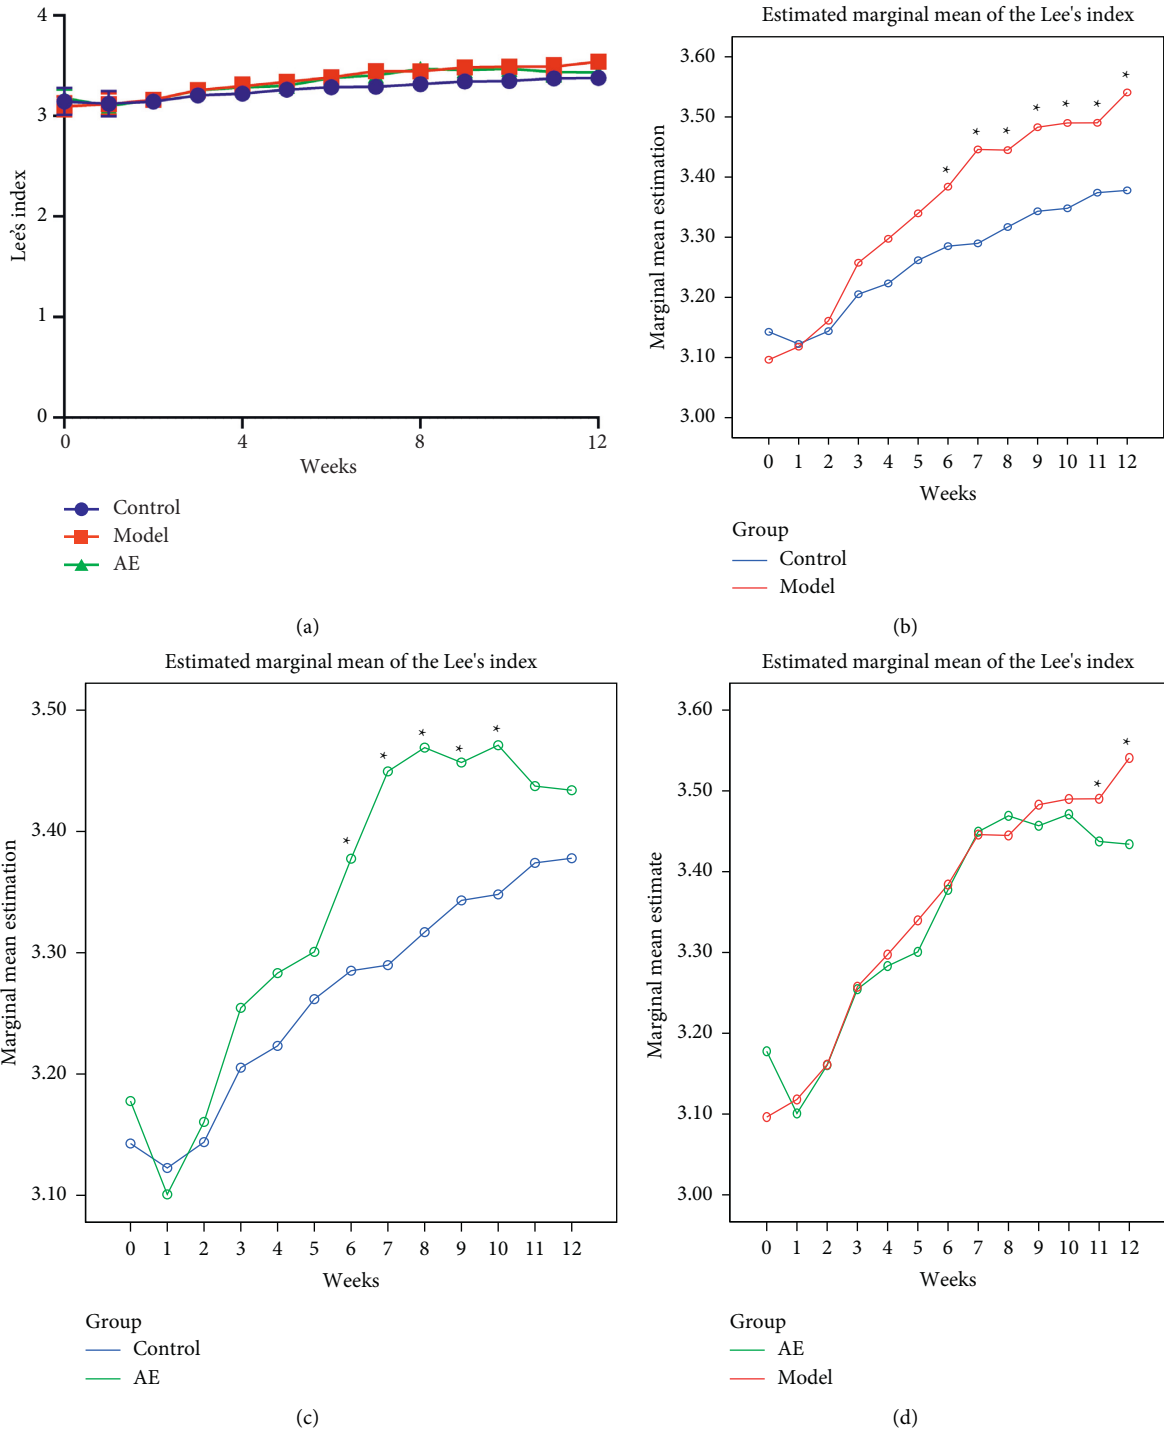 4
3
2
1
0
Lee's index
0 4 8 12
Weeks
Control
Model
AE
(a)
Estimated marginal mean of the Lee's index
3.60
3.50
3.40
3.30
3.20
3.10
3.00
Marginal mean estimation
* * * * * * *
0 1 2 3 4 5 6 7 8 9 10 11 12
Weeks
Group
Control
Model
(b)
Estimated marginal mean of the Lee's index
3.50
3.40
3.30
3.20
3.10
Marginal mean estimation
* * * * *
0 1 2 3 4 5 6 7 8 9 10 11 12
Weeks
Group
Control
AE
(c)
Estimated marginal mean of the Lee's index
3.60
3.50
3.40
3.30
3.20
3.10
3.00
Marginal mean estimate
* *
0 1 2 3 4 5 6 7 8 9 10 11 12
Weeks
Group
AE
Model
(d)